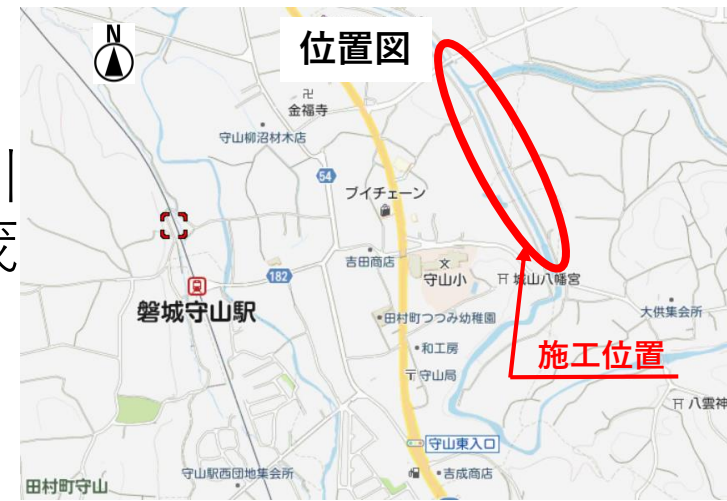 N
位置図
金福寺
守山柳沼材木店
54
ブイチェーン
182
吉田商店
文
守山小
城山八幡宮
磐城守山駅
田村町つつみ幼稚園
大供集会所
和工房
施工位置
守山局
八雲神
守山東入口
守山駅西団地集会所
吉成商店
田村町守山